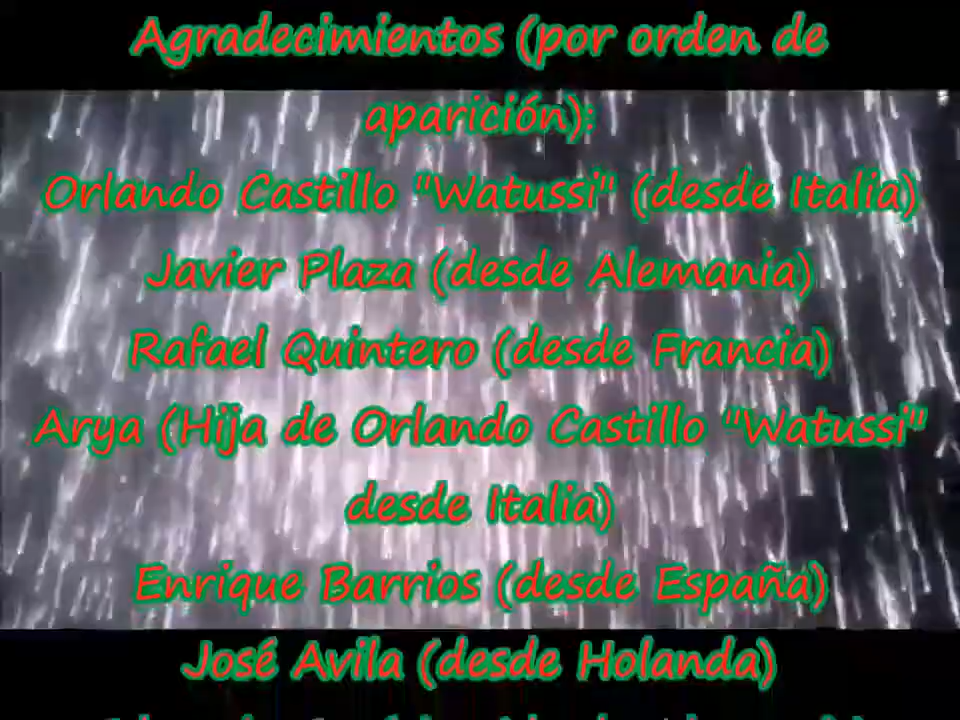 Agradecimientos (por orden de
aparición):
Orlando Castillo "Watussi" (desde Italia)
Javier Plaza (desde Alemania)
Rafael Quintero (desde Francia)
Arya (Hija de Orlando Castillo "Watussi"
desde Italia)
Enrique Barrios (desde España)
José Avila (desde Holanda)